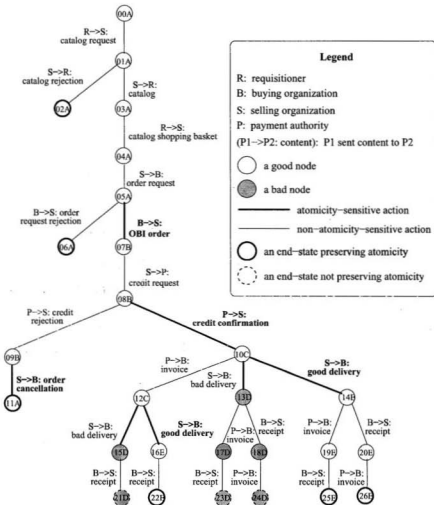 00A
R−>S:
catalog request
01A
S−>R:
catalog rejection
S−>R:
catalog
02A
03A
R−>S:
catalog shopping basket
04A
S−>B:
order request
05A
B−>S: order
request rejection
B−>S:
OBI order
06A
07B
S−>P:
creoit request
08B
P−>S: credit
rejection
P−>S:
credit confirmation
09B
10C
S−>B: order
cancellation
11A
P−>B:
invoice
S−>B:
bad delivery
S−>B:
good delivery
12C
13D
14E
S−>B:
bad delivery
S−>B:
good delivery
P−>B:
invoice
B−>S:
receipt
P−>B:
invoice
B−>S:
receipt
15D
16E
17D
18D
19E
20E
B−>S:
receipt
B−>S:
receipt
B−>S:
receipt
P−>B:
invoice
B−>S:
receipt
P−>B:
invoice
21D
22E
23D
24D
25E
26E
Legend
R: requisitioner
B: buying organization
S: selling organization
P: payment authority
(P1−>P2: content): P1 sent content to P2
a good node
a bad node
atomicity−sensitive action
non−atomicity−sensitive action
an end−state preserving atomicity
an end−state not preserving atomicity